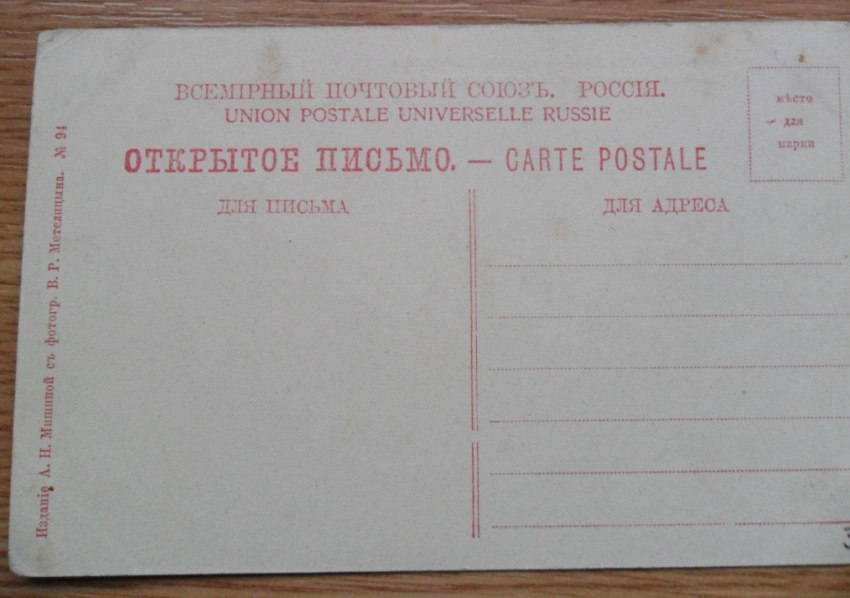 ВСЕМІРНЫЙ ПОЧТОВЫЙ СОЮЗЪ. РОССІЯ.
UNION POSTALE UNIVERSELLE RUSSIE
ОТКРЫТОЕ ПИСЬМО. — CARTE POSTALE
ДЛЯ ПИСЬМА
ДЛЯ АДРЕСА
мѣсто
для
марки
Изданіе А. Н. Мишиной съ фотогр. В. Р. Метелицына. № 94